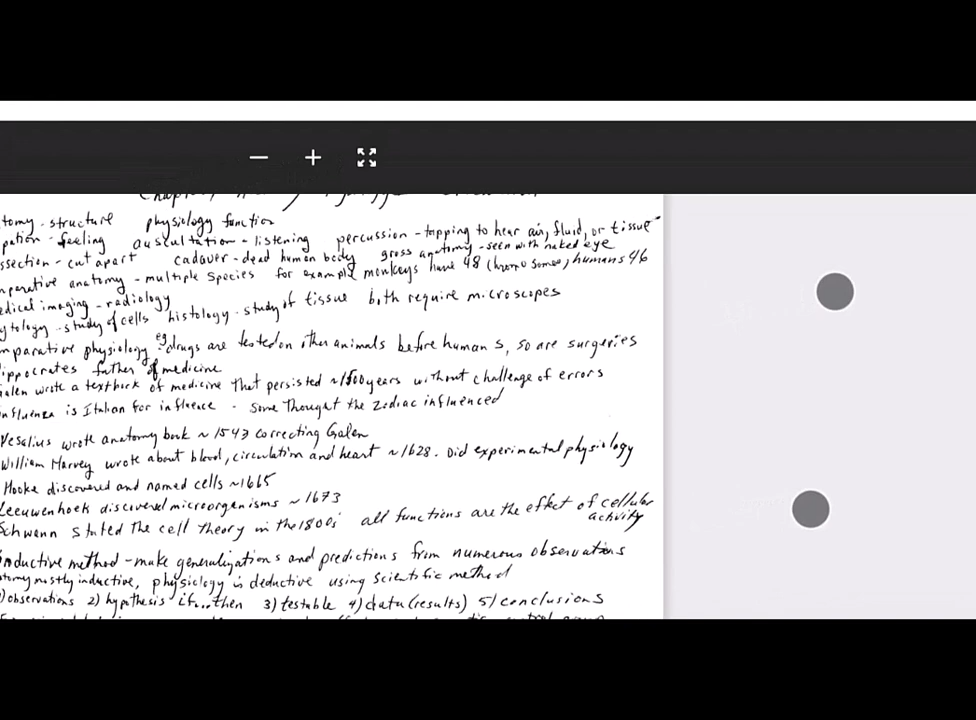 tomy - structure physiology function
pation - feeling auscultation - listening percussion - tapping to hear air, fluid, or tissue
ssection - cut apart cadaver - dead human body gross anatomy - seen with naked eye
mparative anatomy - multiple species for example monkeys have 48 (chromosomes) humans 46
edical imaging - radiology
ytology - study of cells histology - study of tissue both require microscopes
mparative physiology eg. drugs are tested on other animals before humans, so are surgeries
ippocrates father of medicine
Galen wrote a textbook of medicine that persisted ~1500 years without challenge of errors
nfluenza is Italian for influence - Some thought the Zodiac influenced
Vesalius wrote anatomy book ~ 1543 correcting Galen
William Harvey wrote about blood, circulation and heart ~1628. Did experimental physiology
Hooke discovered and named cells ~1665
Leeuwenhoek discovered microorganisms ~ 1673
Schwann stated the cell theory in the 1800s all functions are the effect of cellular activity
Inductive method - make generalizations and predictions from numerous observations
tomy mostly inductive, physiology is deductive using scientific method
1) observations 2) hypothesis if...then 3) testable 4) data (results) 5) conclusions